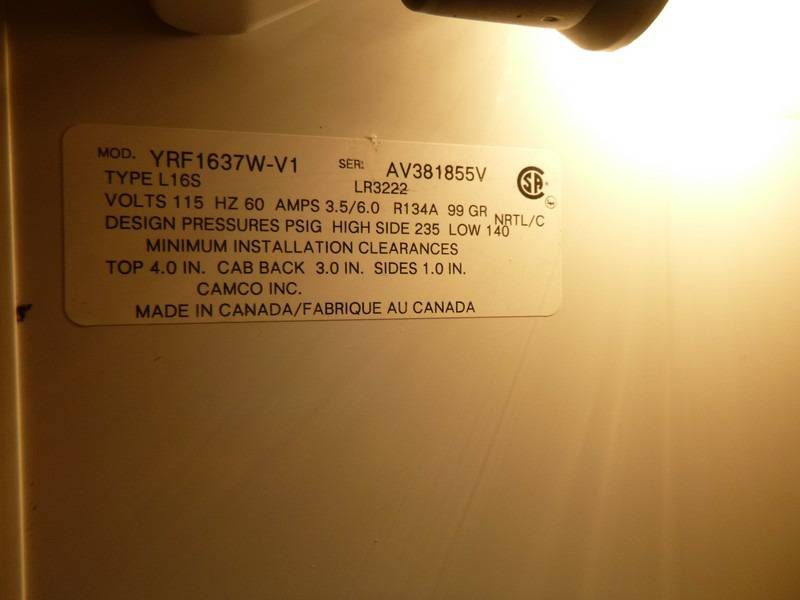 MOD. YRF1637W-V1 SER: AV381855V
TYPE L16S LR3222
VOLTS 115 HZ 60 AMPS 3.5/6.0 R134A 99 GR NRTL/C
DESIGN PRESSURES PSIG HIGH SIDE 235 LOW 140
MINIMUM INSTALLATION CLEARANCES
TOP 4.0 IN. CAB BACK 3.0 IN. SIDES 1.0 IN.
CAMCO INC.
MADE IN CANADA/FABRIQUE AU CANADA